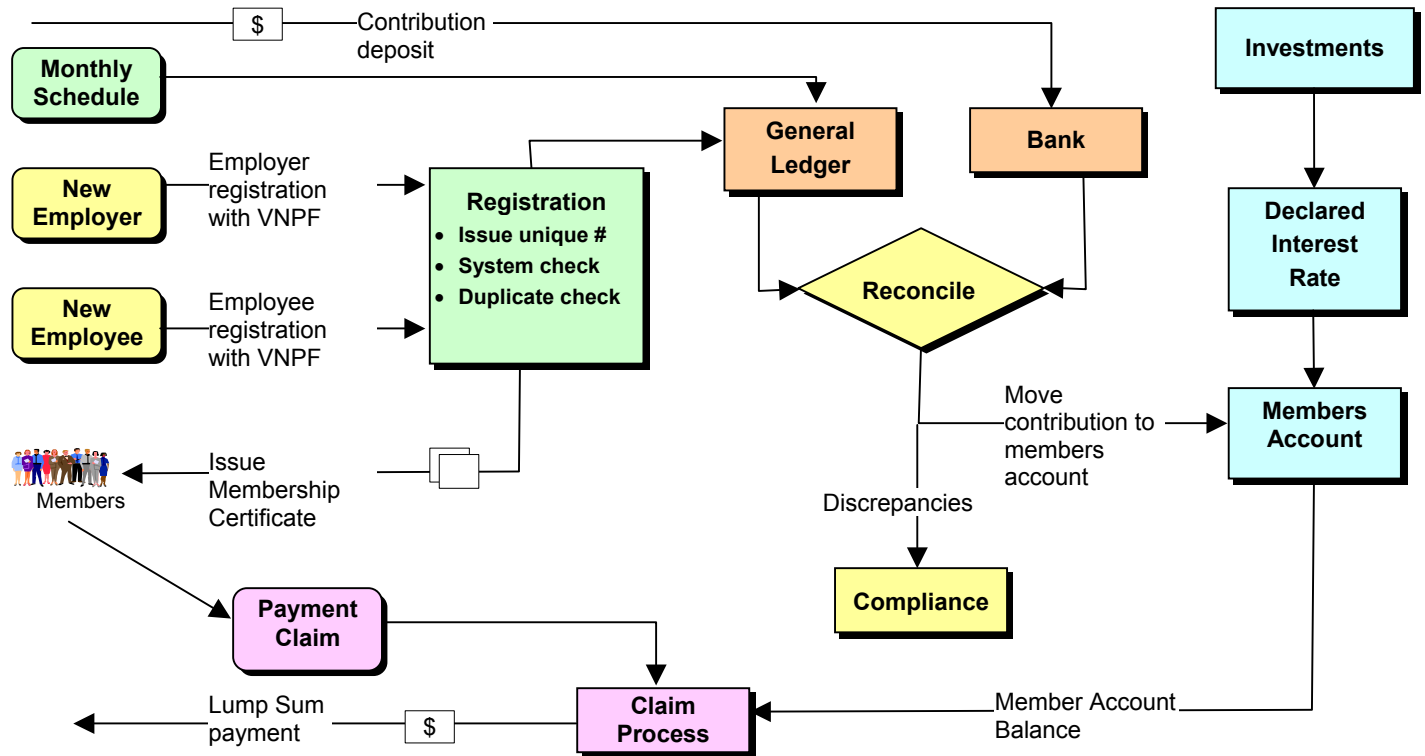 $
Contribution
deposit
Monthly
Schedule
Investments
General
Ledger
Bank
New
Employer
Employer
registration
with VNPF
Registration
• Issue unique #
• System check
• Duplicate check
Declared
Interest
Rate
New
Employee
Employee
registration
with VNPF
Reconcile
Move
contribution to
members
account
Members
Account
Members
Issue
Membership
Certificate
Discrepancies
Compliance
Payment
Claim
Lump Sum
payment
$
Claim
Process
Member Account
Balance